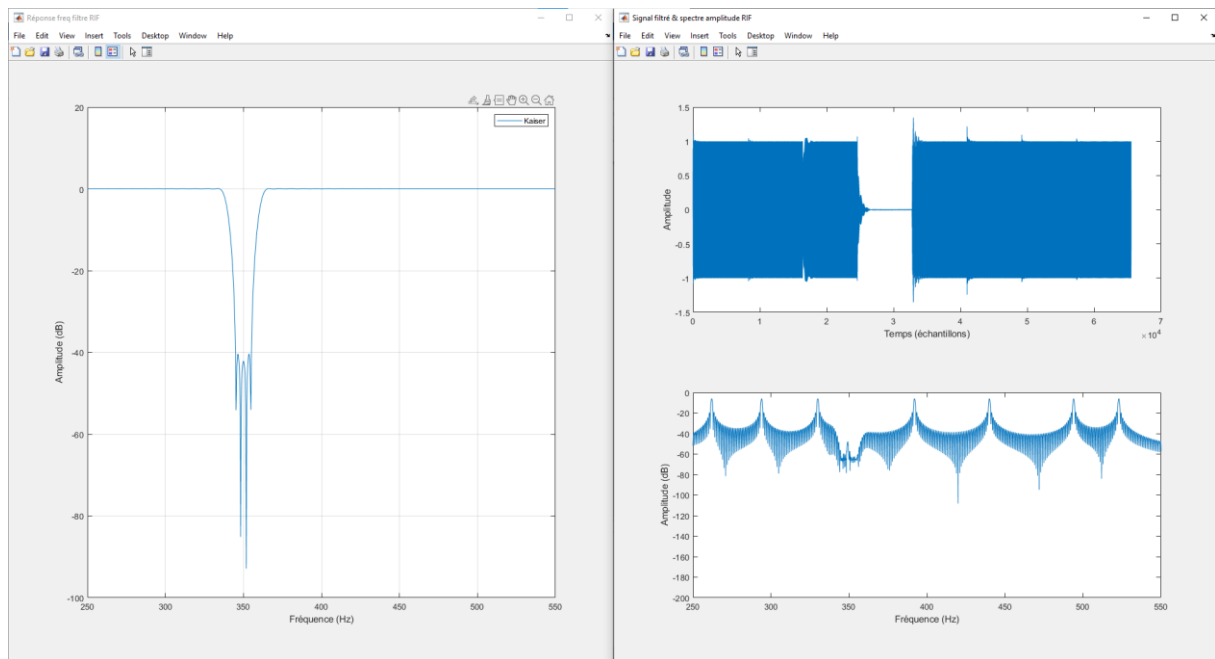 Réponse freq filtre RIF
File Edit View Insert Tools Desktop Window Help
20
0
-20
-40
-60
-80
-100
Amplitude (dB)
Kaiser
250 300 350 400 450 500 550
Fréquence (Hz)
Signal filtré & spectre amplitude RIF
File Edit View Insert Tools Desktop Window Help
1.5
1
0.5
0
-0.5
-1
-1.5
Amplitude
0 1 2 3 4 5 6 7
Temps (échantillons)
×10^4
0
-20
-40
-60
-80
-100
-120
-140
-160
-180
-200
Amplitude (dB)
250 300 350 400 450 500 550
Fréquence (Hz)